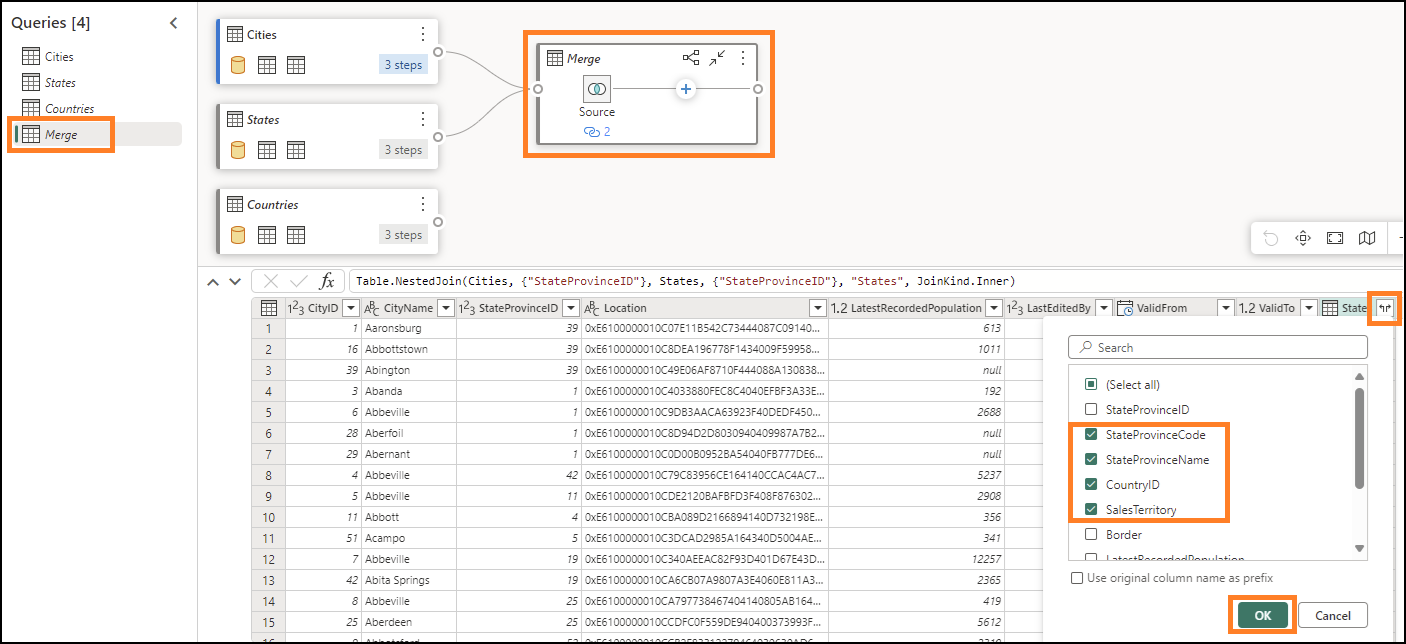 Queries [4]
Cities
States
Countries
Merge
Cities
3 steps
States
3 steps
Countries
3 steps
Merge
Source
2
fx Table.NestedJoin(Cities, {"StateProvinceID"}, States, {"StateProvinceID"}, "States", JoinKind.Inner)
1²3 CityID ABC CityName 1²3 StateProvinceID ABC Location 1.2 LatestRecordedPopulation 1²3 LastEditedBy ValidFrom 1.2 ValidTo State
1 1 Aaronsburg 39 0xE6100000010C07E11B542C73444087C09140... 613
2 16 Abbottstown 39 0xE6100000010C8DEA196778F1434009F59958... 1011
3 39 Abington 39 0xE6100000010C49E06AF8710F444088A130838... null
4 3 Abanda 1 0xE6100000010C4033880FEC8C4040EFBF3A33E... 192
5 6 Abbeville 1 0xE6100000010C9DB3AACA63923F40DEDF450... 2688
6 28 Aberfoil 1 0xE6100000010C8D94D2D8030940409987A7B2... null
7 29 Abernant 1 0xE6100000010C0D00B0952BA54040FB777DE6... null
8 4 Abbeville 42 0xE6100000010C79C83956CE164140CCAC4AC7... 5237
9 5 Abbeville 11 0xE6100000010CDE2120BAFBFD3F408F876302... 2908
10 11 Abbott 4 0xE6100000010CBA089D2166894140D732198E... 356
11 51 Acampo 5 0xE6100000010C3DCAD2985A164340D5004AE... 341
12 7 Abbeville 19 0xE6100000010C340AEEAC82F93D401D67E43D... 12257
13 42 Abita Springs 19 0xE6100000010CA6CB07A9807A3E4060E811A3... 2365
14 8 Abbeville 25 0xE6100000010CA797738467404140805AB164... 419
15 25 Aberdeen 25 0xE6100000010CCDFC0F559DE940400373993F... 5612
Search
(Select all)
StateProvinceID
StateProvinceCode
StateProvinceName
CountryID
SalesTerritory
Border
LatestRecordedPopulation
Use original column name as prefix
OK Cancel